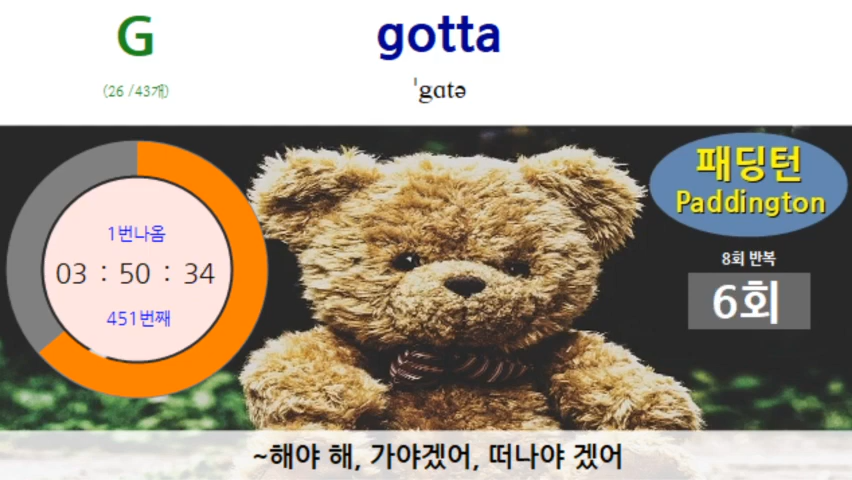 G
gotta
(26 /43개)
ˈɡɑtə
패딩턴
Paddington
1번나옴
03 : 50 : 34
451번째
8회 반복
6회
~해야 해, 가야겠어, 떠나야 겠어